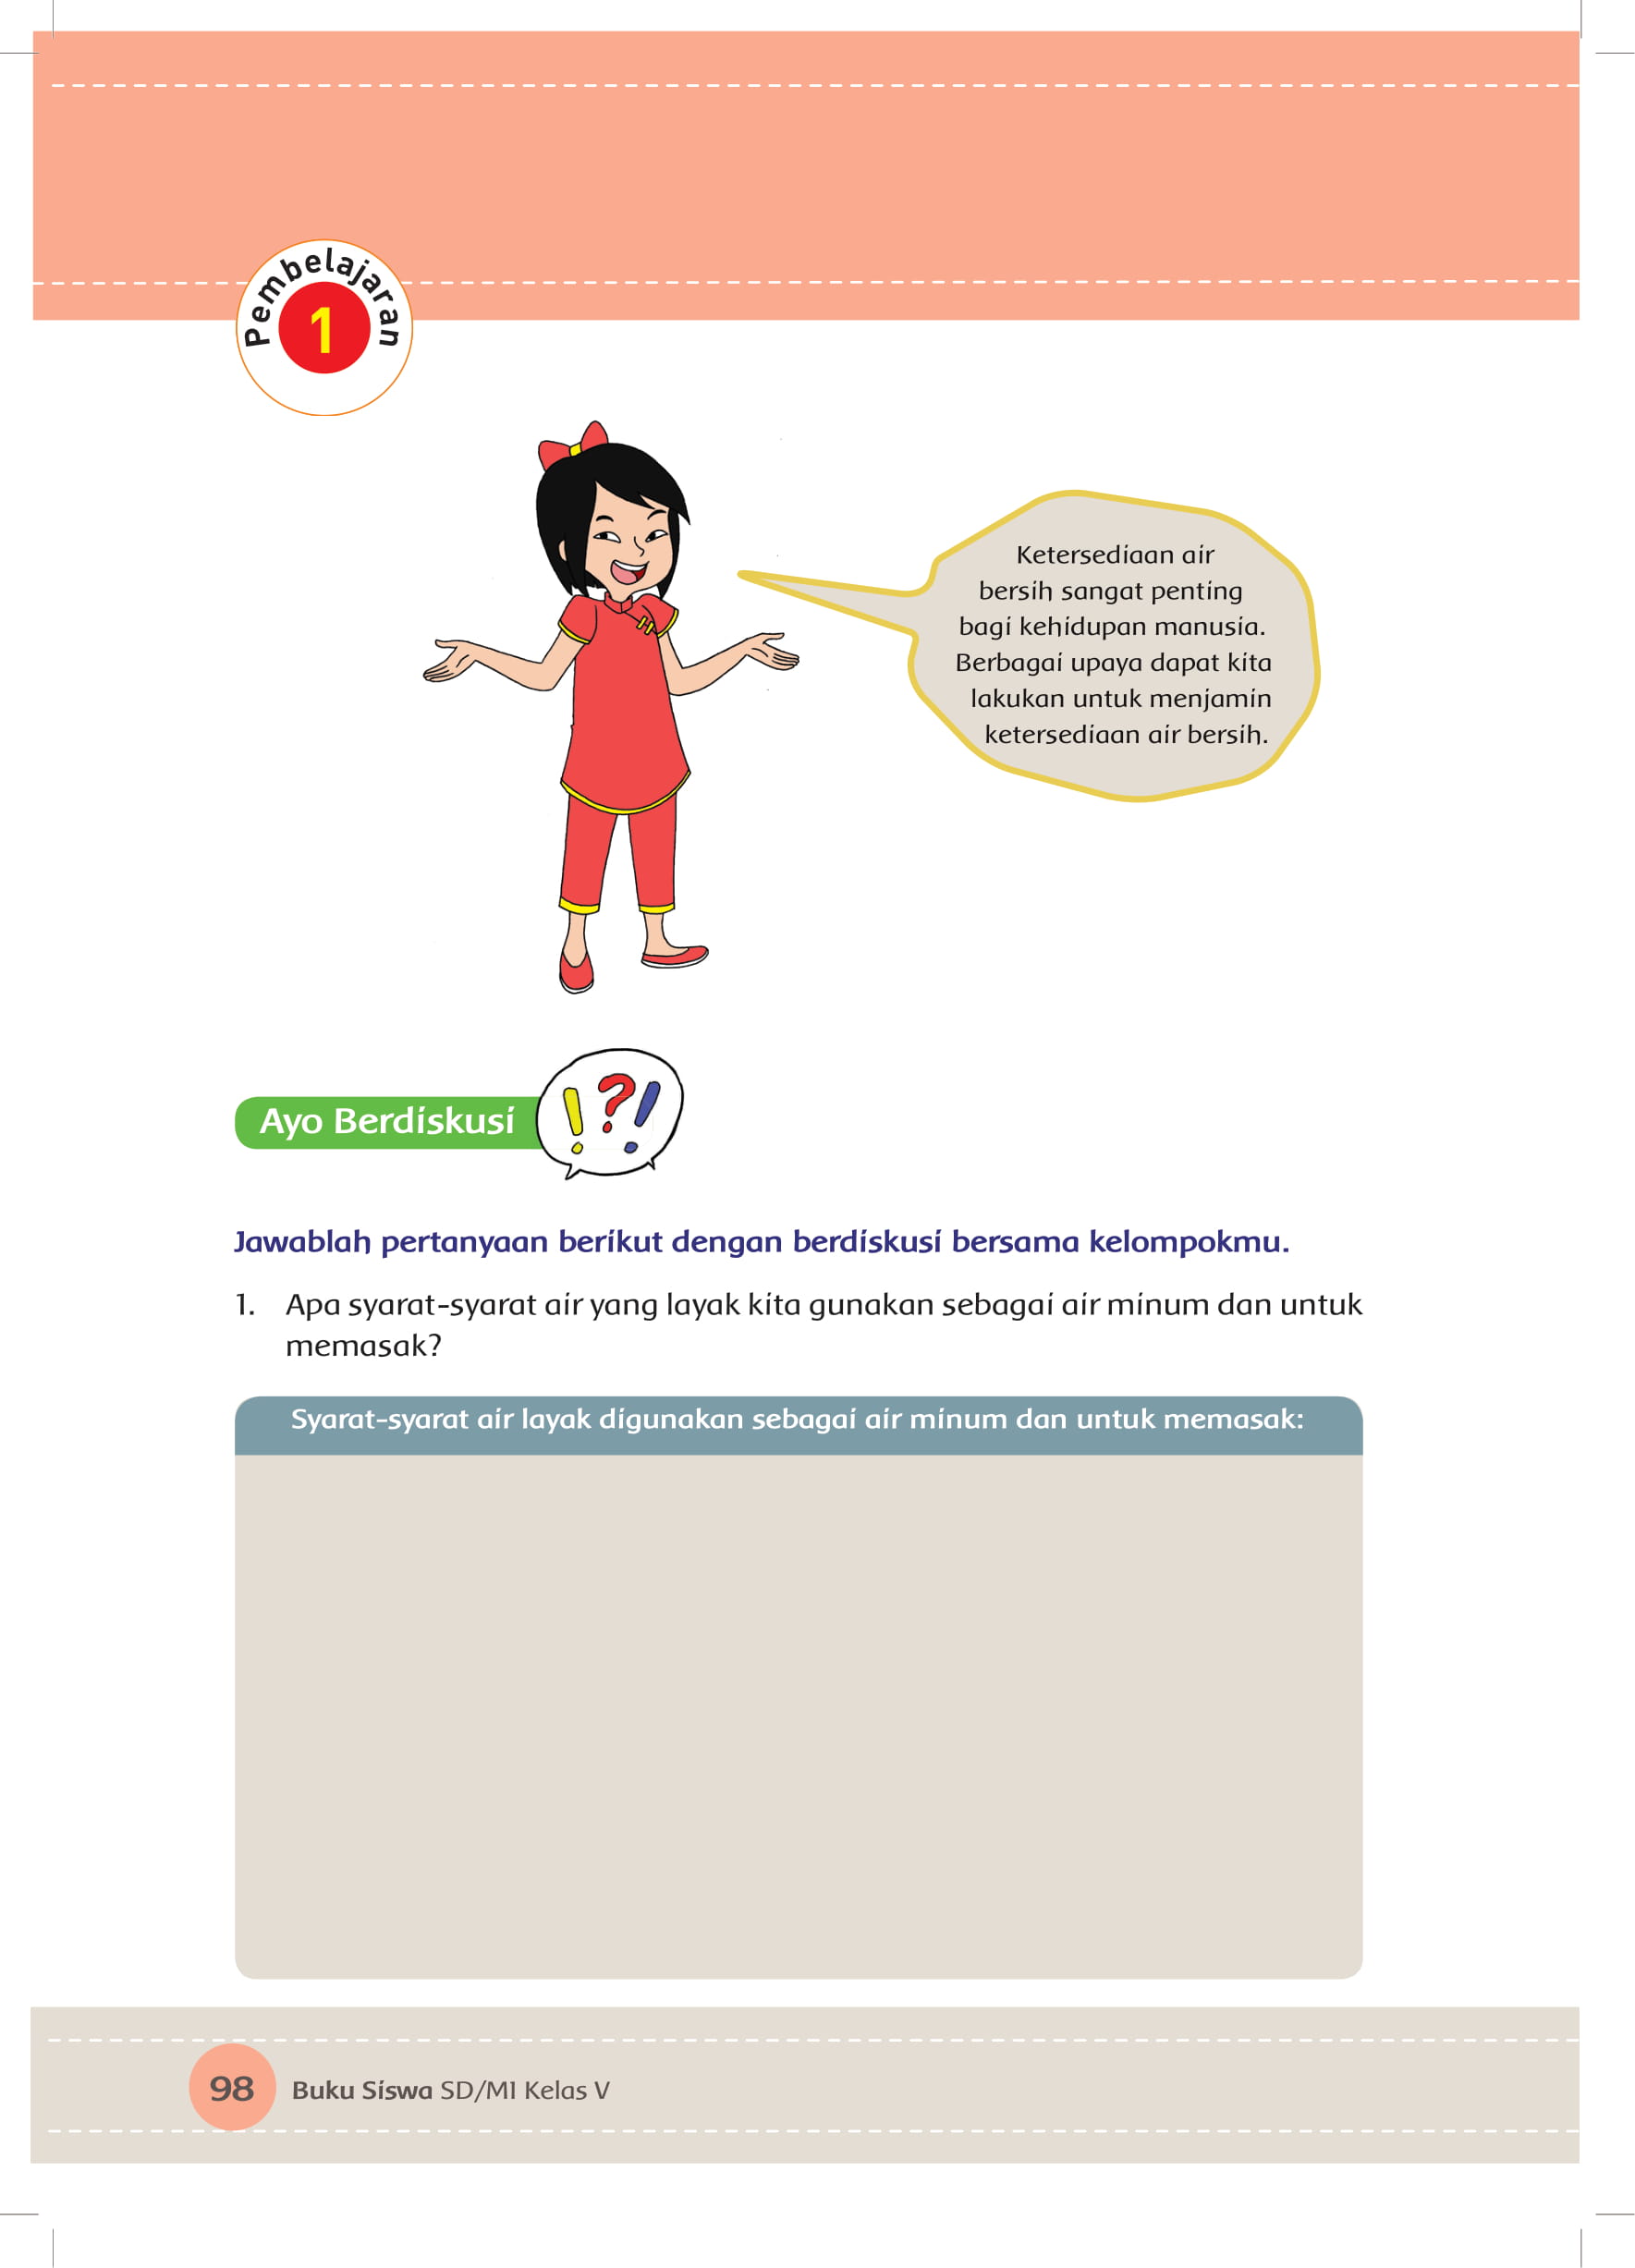 Pembelajaran
1
Ketersediaan air
bersih sangat penting
bagi kehidupan manusia.
Berbagai upaya dapat kita
lakukan untuk menjamin
ketersediaan air bersih.
Ayo Berdiskusi
!?!
Jawablah pertanyaan berikut dengan berdiskusi bersama kelompokmu.
1. Apa syarat-syarat air yang layak kita gunakan sebagai air minum dan untuk
memasak?
Syarat-syarat air layak digunakan sebagai air minum dan untuk memasak:
98 Buku Siswa SD/MI Kelas V